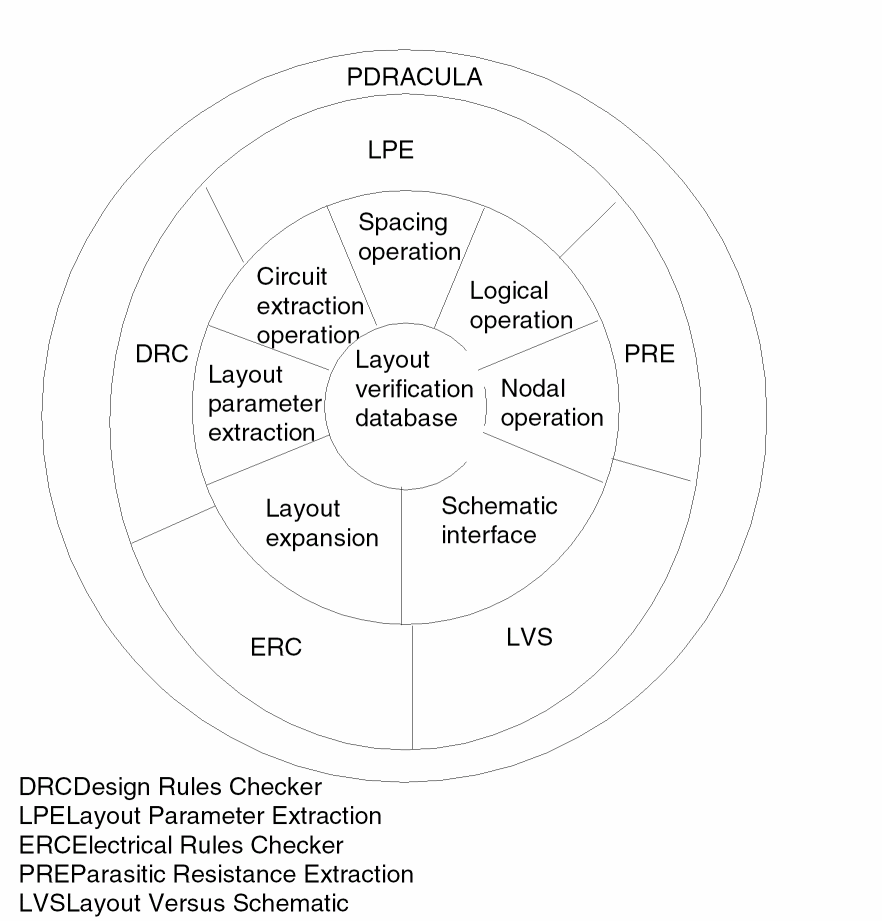 PDRACULA
LPE
Spacing
operation
Circuit
extraction
operation
Logical
operation
DRC
Layout
verification
database
PRE
Layout
parameter
extraction
Nodal
operation
Layout
expansion
Schematic
interface
ERC
LVS
DRCDesign Rules Checker
LPELayout Parameter Extraction
ERCElectrical Rules Checker
PREParasitic Resistance Extraction
LVSLayout Versus Schematic